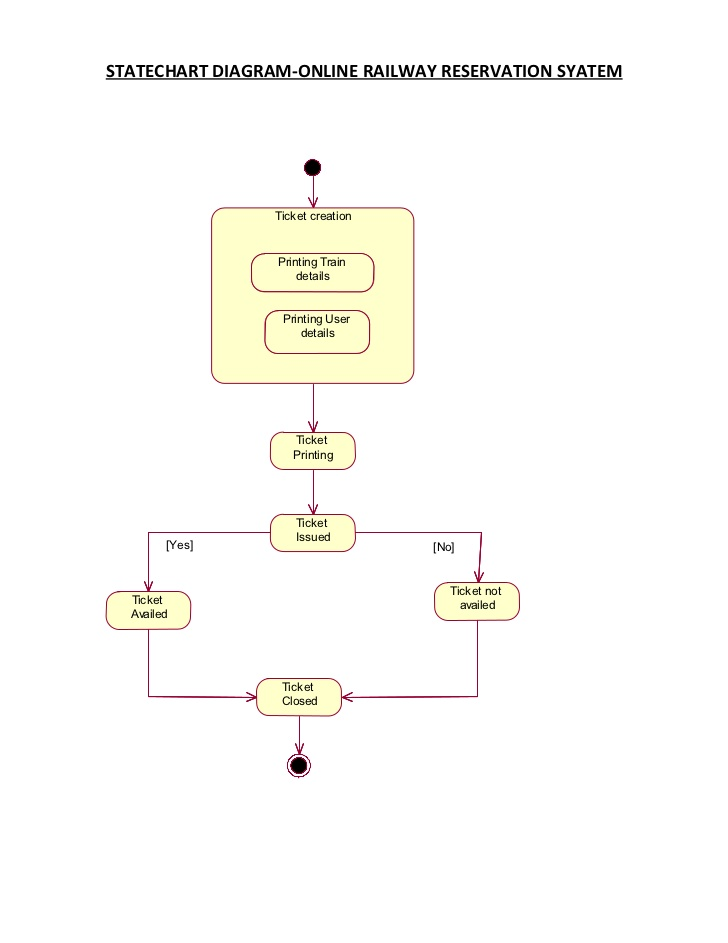 STATECHART DIAGRAM-ONLINE RAILWAY RESERVATION SYATEM
Ticket creation
Printing Train
details
Printing User
details
Ticket
Printing
Ticket
Issued
[Yes]
[No]
Ticket
Availed
Ticket not
availed
Ticket
Closed